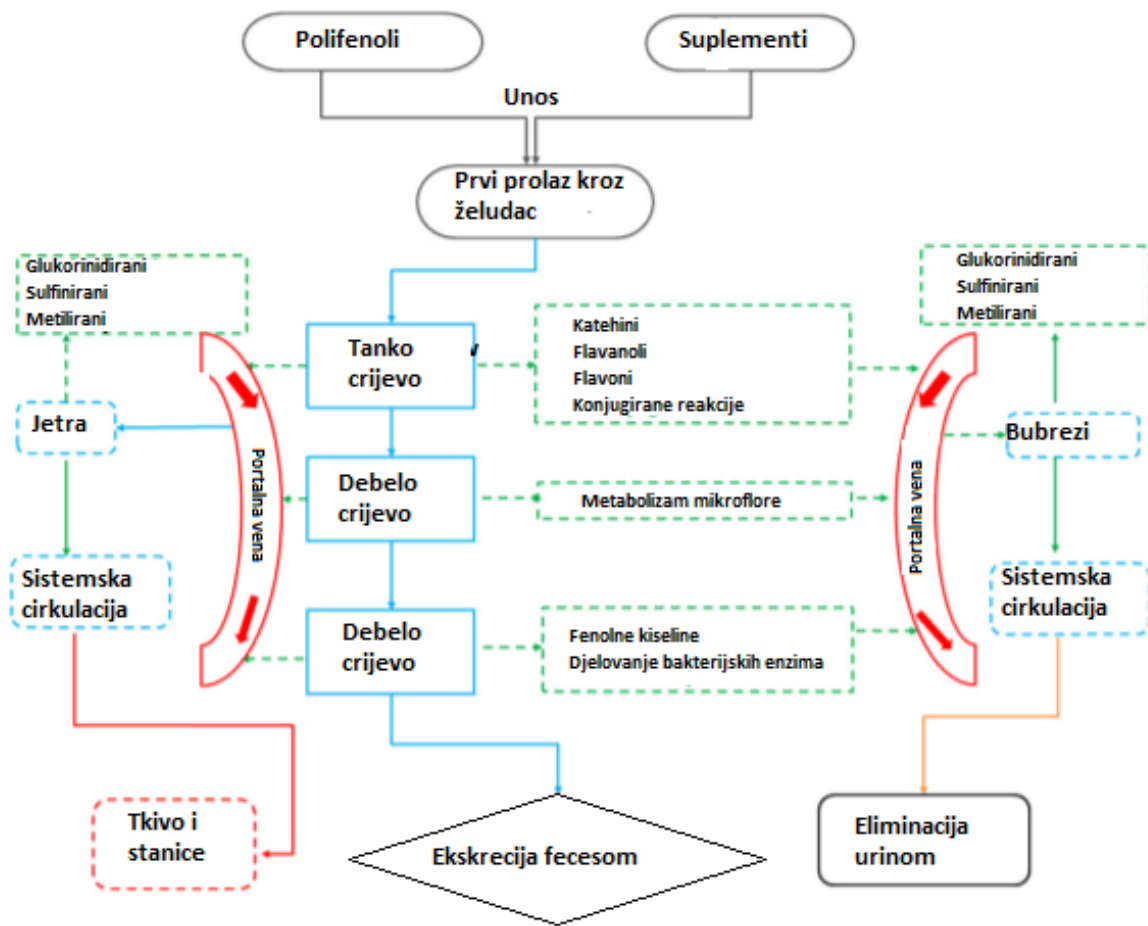 Polifenoli
Suplementi
Unos
Prvi prolaz kroz
želudac
Glukorinidirani
Sulfinirani
Metilirani
Glukorinidirani
Sulfinirani
Metilirani
Tanko
crijevo
Katehini
Flavanoli
Flavoni
Konjugirane reakcije
Jetra
Bubrezi
Portalna vena
Debelo
crijevo
Metabolizam mikroflore
Portalna vena
Sistemska
cirkulacija
Sistemska
cirkulacija
Debelo
crijevo
Fenolne kiseline
Djelovanje bakterijskih enzima
Tkivo i
stanice
Ekskrecija fecesom
Eliminacija
urinom